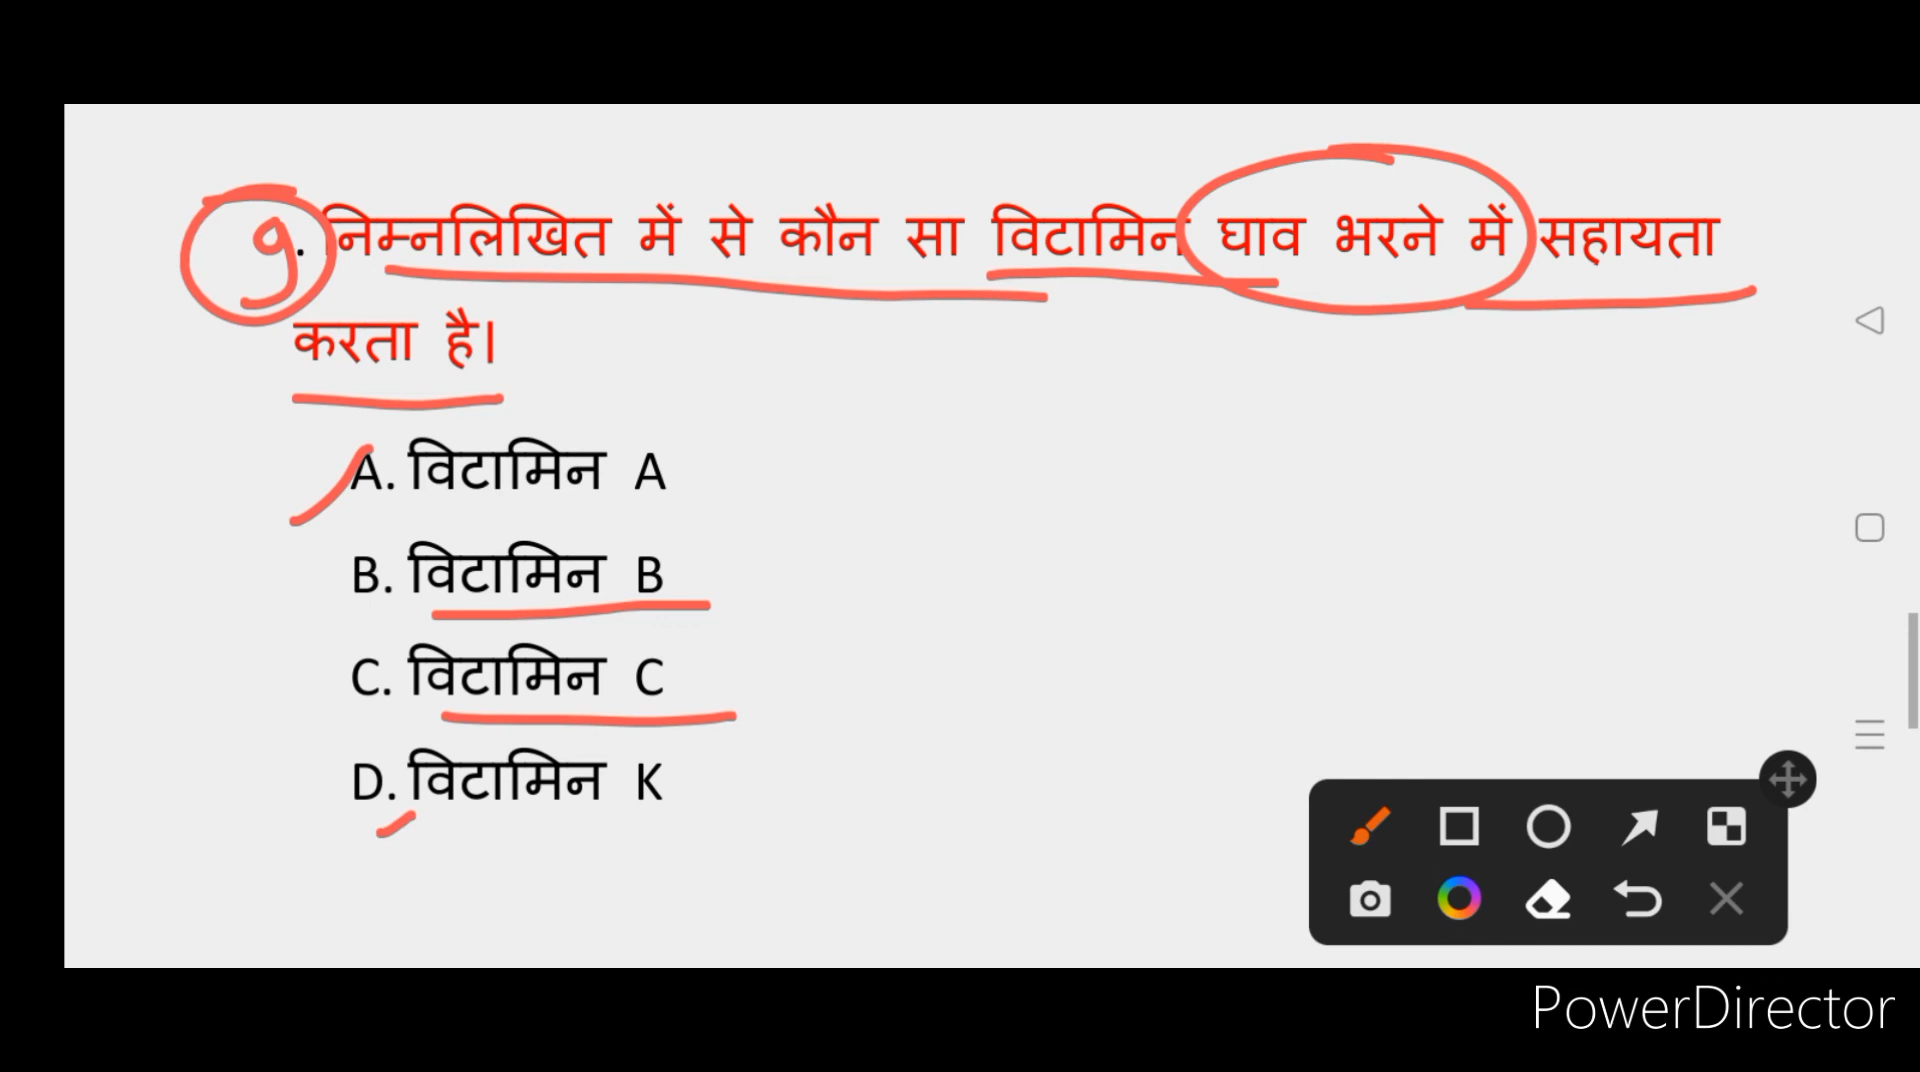 9. निम्नलिखित में से कौन सा विटामिन घाव भरने में सहायता
करता है।
A. विटामिन A
B. विटामिन B
C. विटामिन C
D. विटामिन K
PowerDirector